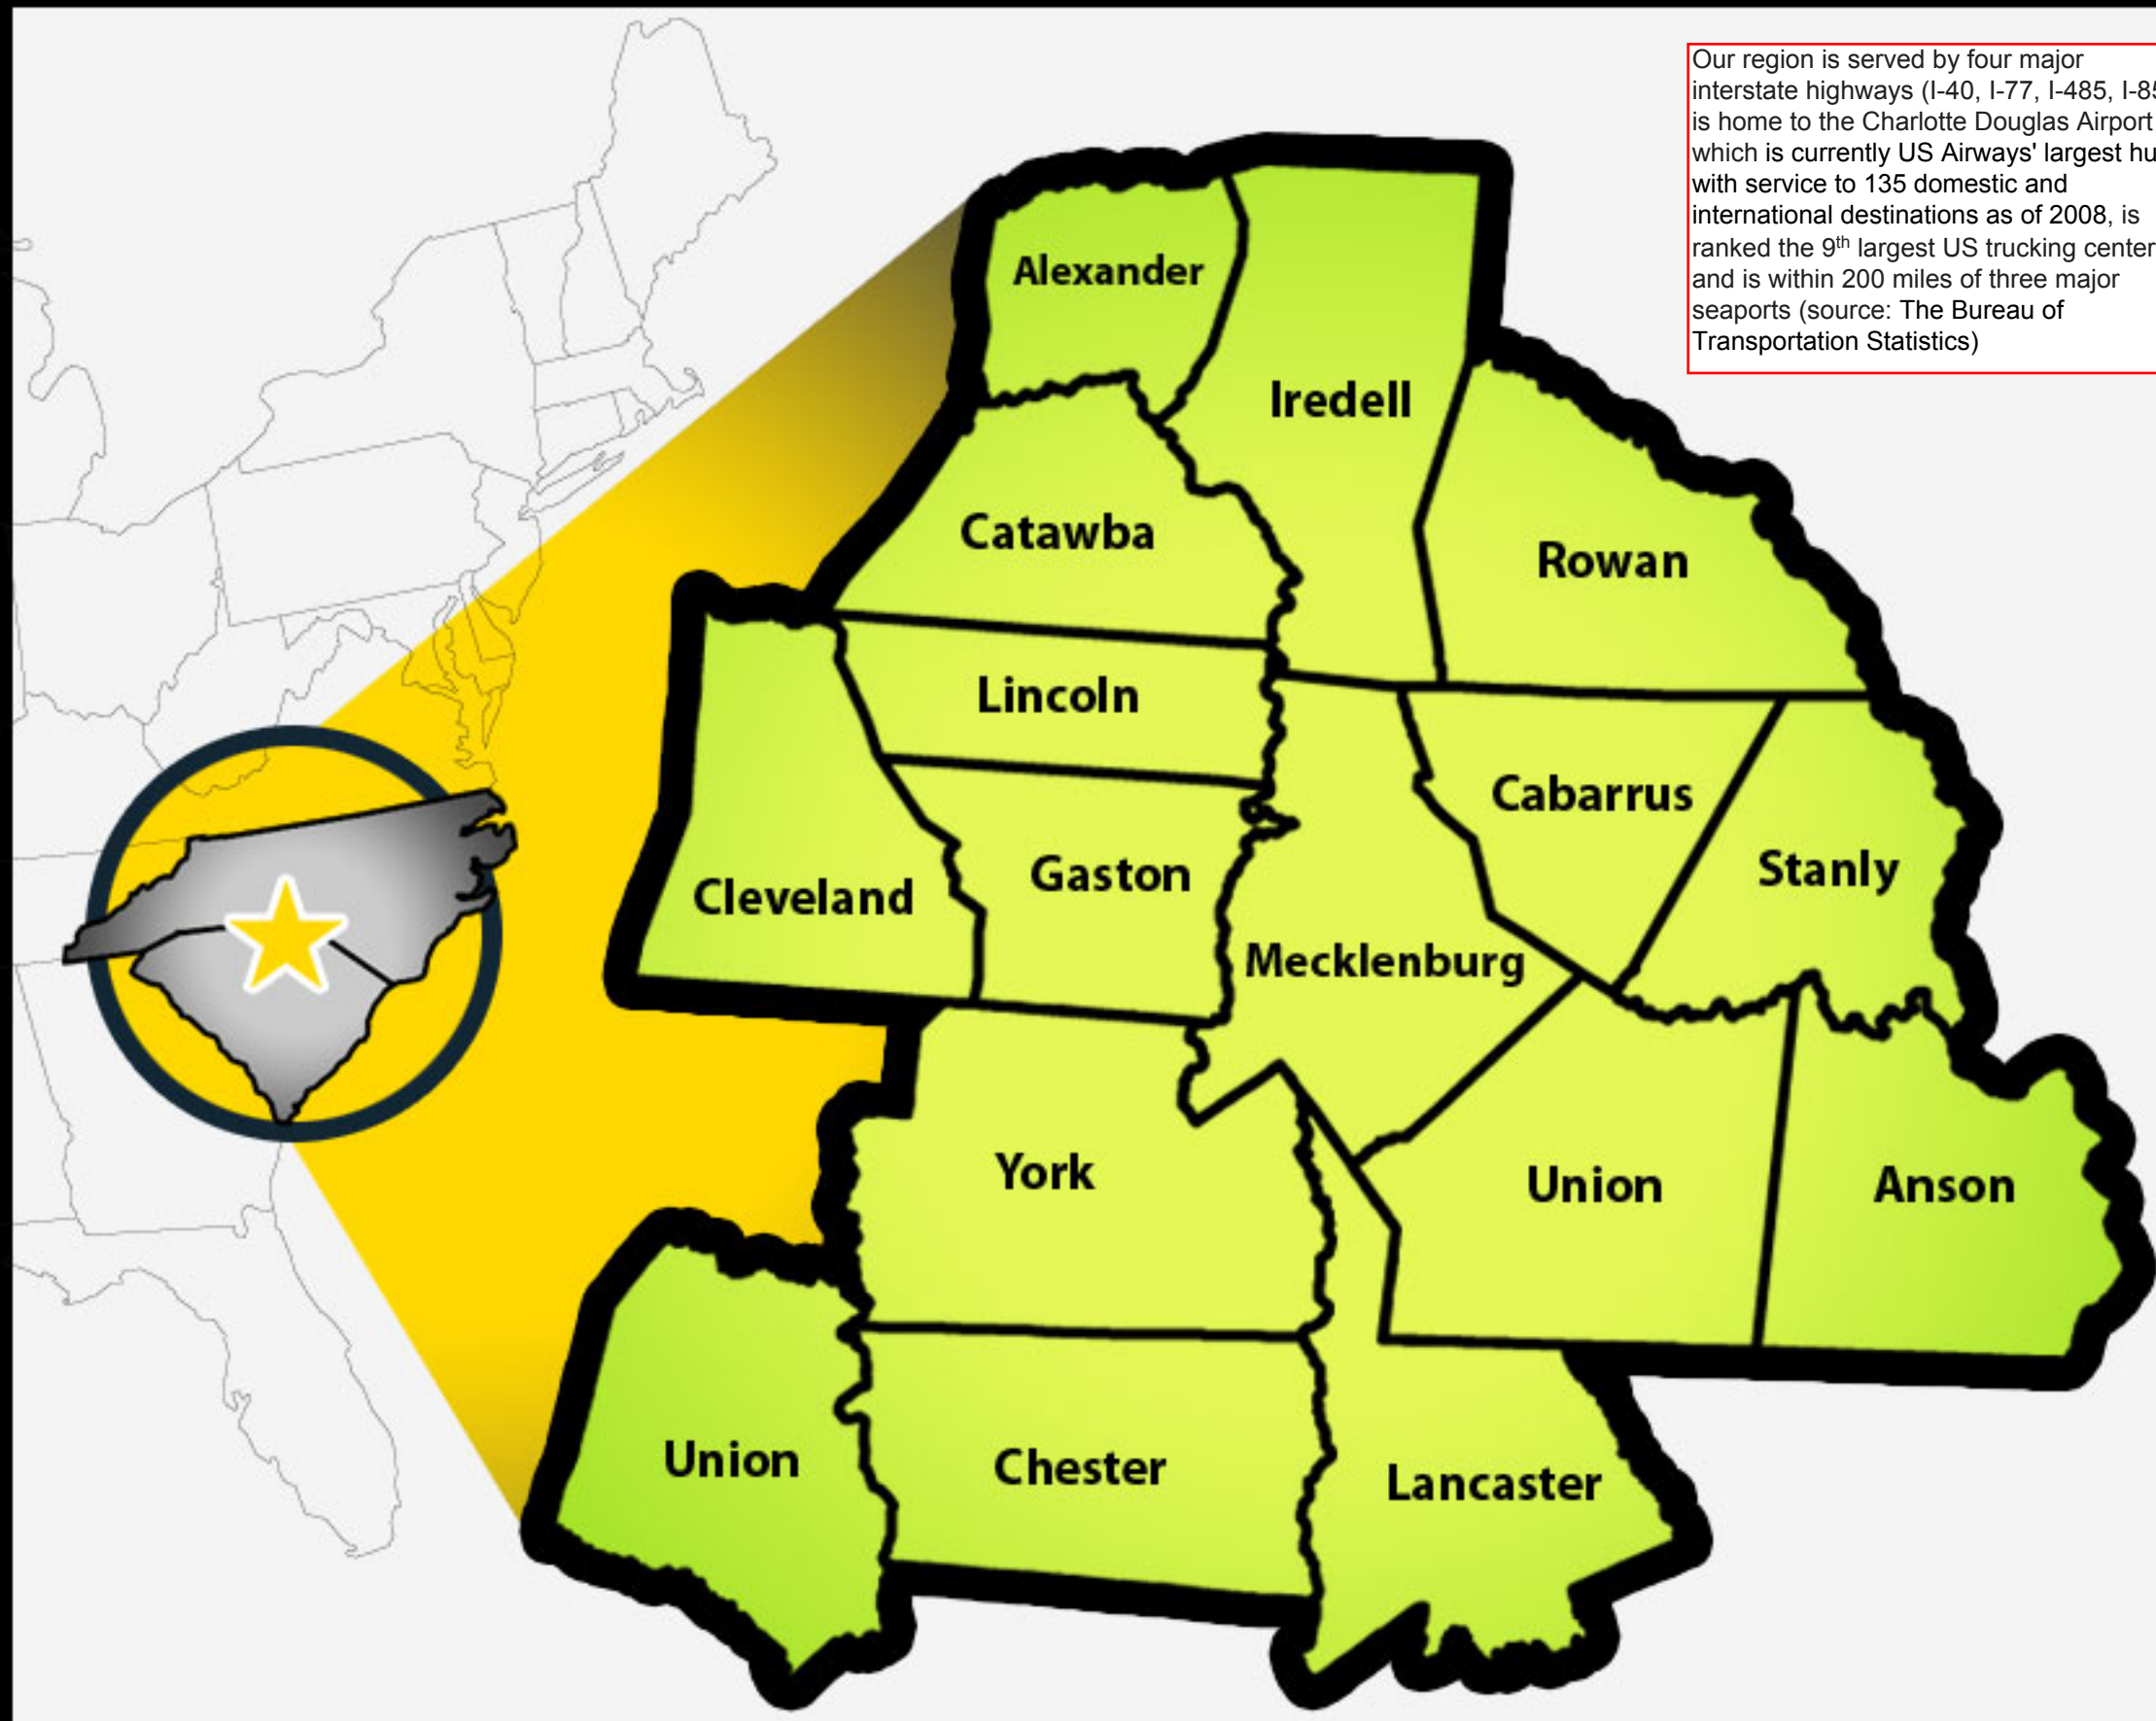 Our region is served by four major
interstate highways (I-40, I-77, I-485, I-85
is home to the Charlotte Douglas Airport
which is currently US Airways' largest hu
with service to 135 domestic and
international destinations as of 2008, is
ranked the 9th largest US trucking center
and is within 200 miles of three major
seaports (source: The Bureau of
Transportation Statistics)
Alexander
Iredell
Catawba
Rowan
Lincoln
Cabarrus
Stanly
Gaston
Cleveland
Mecklenburg
York
Union
Anson
Union
Chester
Lancaster